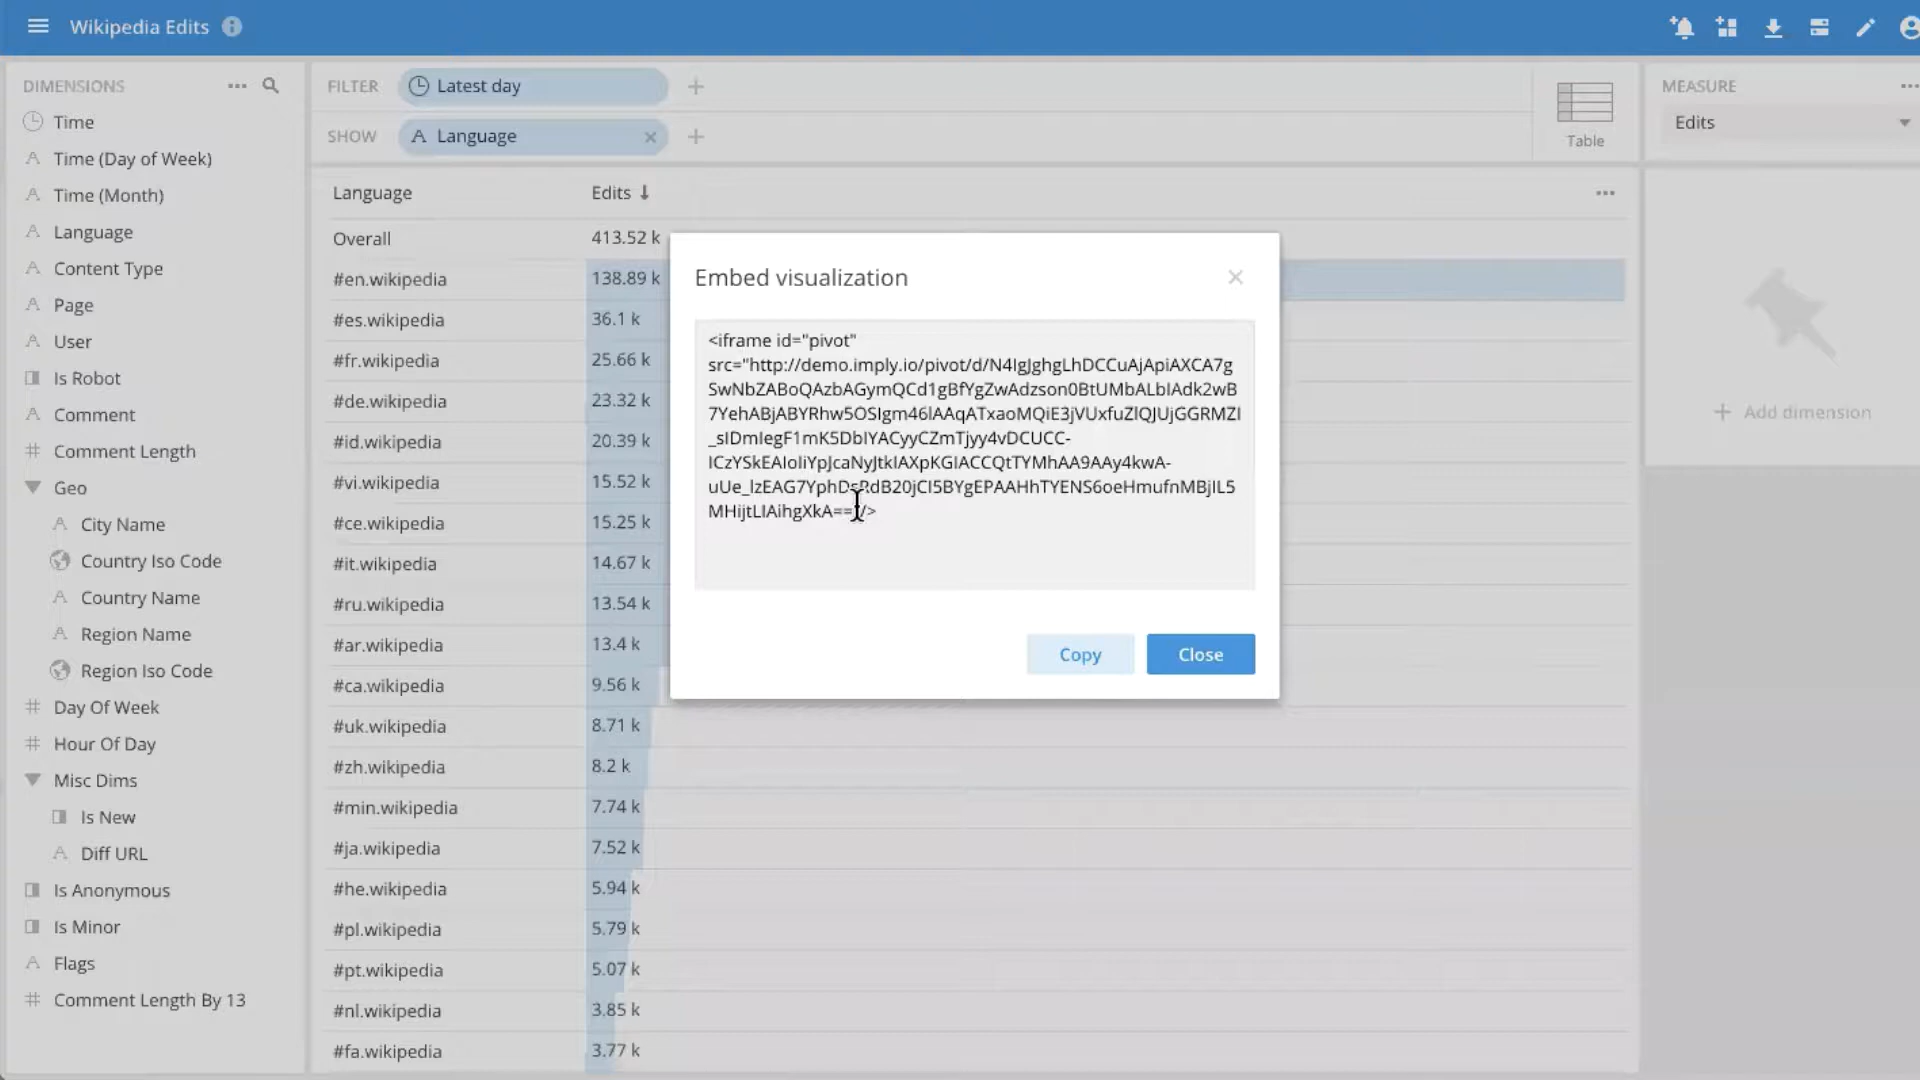 Wikipedia Edits
DIMENSIONS
Time
Time (Day of Week)
Time (Month)
Language
Content Type
Page
User
Is Robot
Comment
Comment Length
Geo
City Name
Country Iso Code
Country Name
Region Name
Region Iso Code
Day Of Week
Hour Of Day
Misc Dims
Is New
Diff URL
Is Anonymous
Is Minor
Flags
Comment Length By 13
FILTER Latest day
SHOW Language
Table
MEASURE
Edits
Add dimension
Language Edits
Overall 413.52 k
#en.wikipedia 138.89 k
#es.wikipedia 36.1 k
#fr.wikipedia 25.66 k
#de.wikipedia 23.32 k
#id.wikipedia 20.39 k
#vi.wikipedia 15.52 k
#ce.wikipedia 15.25 k
#it.wikipedia 14.67 k
#ru.wikipedia 13.54 k
#ar.wikipedia 13.4 k
#ca.wikipedia 9.56 k
#uk.wikipedia 8.71 k
#zh.wikipedia 8.2 k
#min.wikipedia 7.74 k
#ja.wikipedia 7.52 k
#he.wikipedia 5.94 k
#pl.wikipedia 5.79 k
#pt.wikipedia 5.07 k
#nl.wikipedia 3.85 k
#fa.wikipedia 3.77 k
Embed visualization
<iframe id="pivot"
src="http://demo.imply.io/pivot/d/N4IgJghgLhDCCuAjApiAXCA7g
SwNbZABoQAzbAGymQCd1gBfYgZwAdzson0BtUMbALbIAdk2wB
7YehABjABYRhw5OSIgm46lAAqATxaoMQiE3jVUxfuZlQJUjGGRMZI
_sIDmIegF1mK5DbIYACyyCZmTjyy4vDCUCC-
ICzYSkEAIoIiYpJcaNyJtkIAXpKGIACCQtTYMhAA9AAy4kwA-
uUe_lzEAG7YphDsRdB20jCI5BYgEPAAHhTYENS6oeHmufnMBjIL5
MHijtLIAihgXkA=="/>
Copy
Close